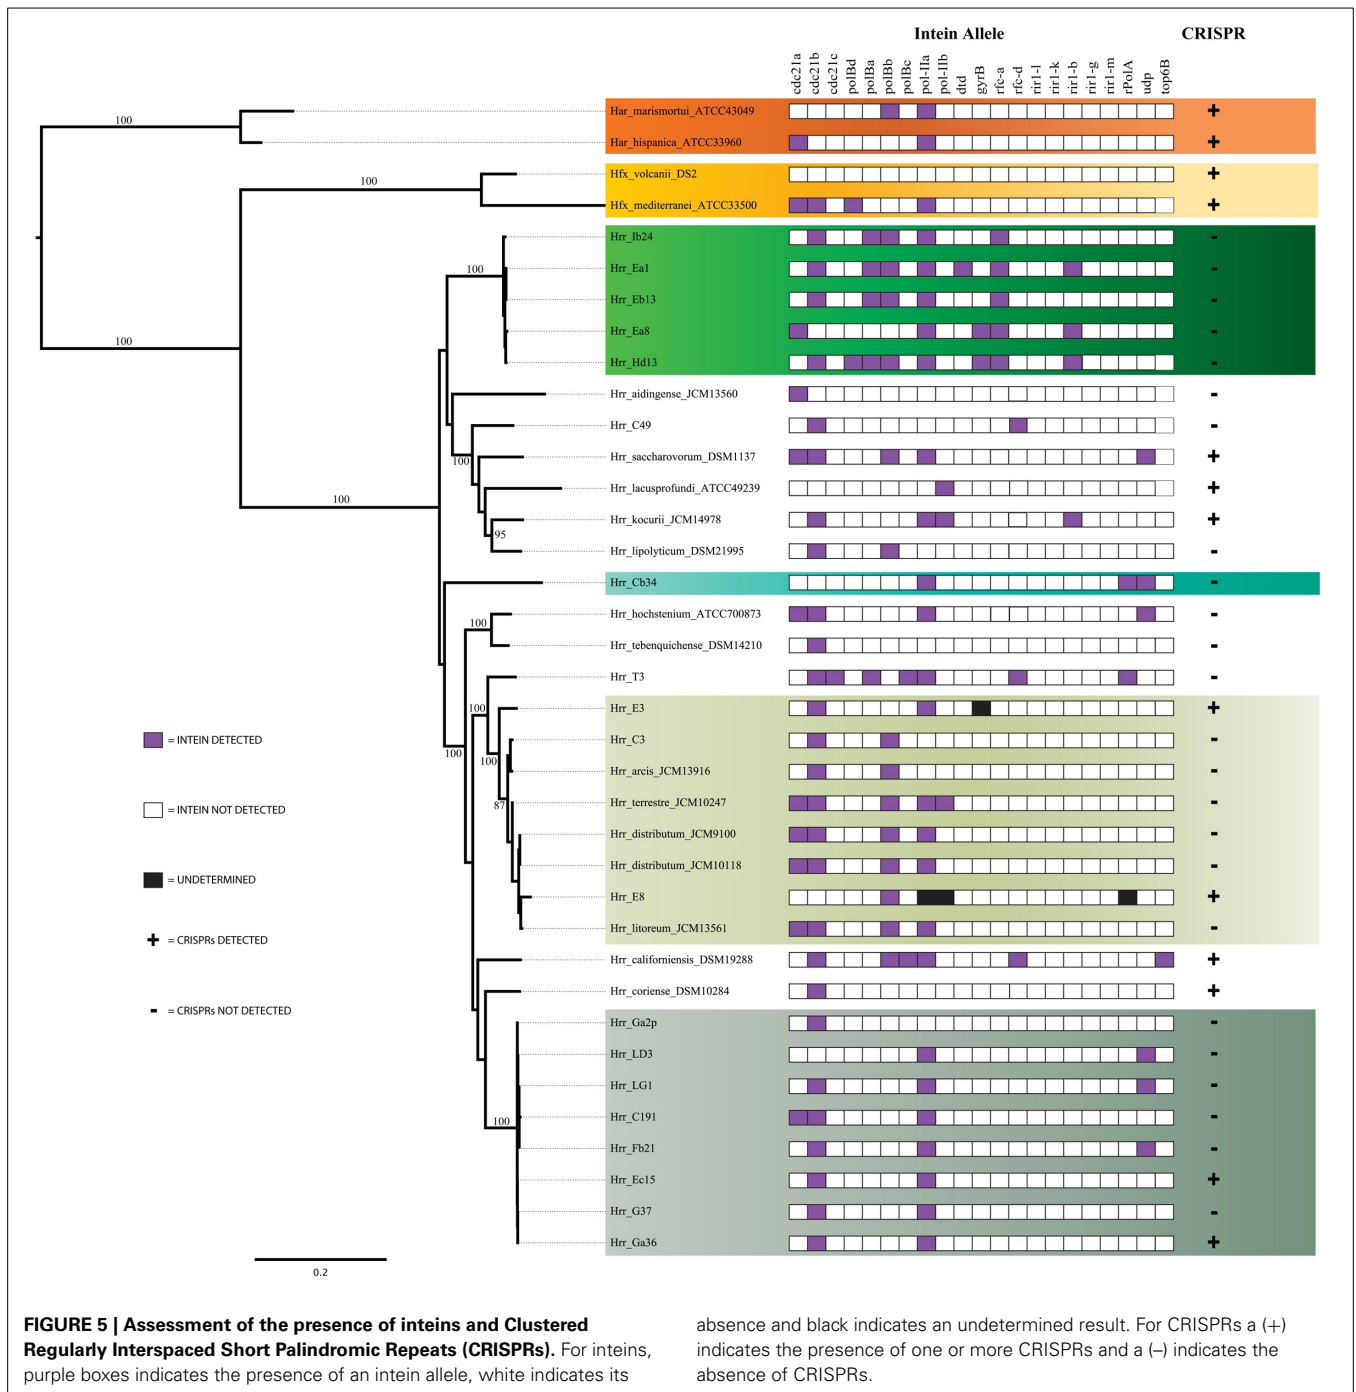 Intein Allele CRISPR
cdc21a cdc21b cdc21c polBd polBa polBb polBc pol-IIa pol-IIb dtd gyrB rfc-a rfc-d rir1-l rir1-k rir1-b rir1-g rir1-m rPolA udp top6B
100 Har_marismortui_ATCC43049 +
Har_hispanica_ATCC33960 +
Hfx_volcanii_DS2 +
100
Hfx_mediterranei_ATCC33500 +
Hrr_Ib24 -
100 Hrr_Ea1 -
Hrr_Eb13 -
Hrr_Ea8 -
100
Hrr_Hd13 -
Hrr_aidingense_JCM13560 -
Hrr_C49 -
100 Hrr_saccharovorum_DSM1137 +
Hrr_lacusprofundi_ATCC49239 +
100
Hrr_kocurii_JCM14978 +
95
Hrr_lipolyticum_DSM21995 -
Hrr_Cb34 -
Hrr_hochstenium_ATCC700873 -
100
Hrr_tebenquichense_DSM14210 -
Hrr_T3 -
100 Hrr_E3 +
= INTEIN DETECTED Hrr_C3 -
100 100
Hrr_arcis_JCM13916 -
87 Hrr_terrestre_JCM10247 -
= INTEIN NOT DETECTED
Hrr_distributum_JCM9100 -
Hrr_distributum_JCM10118 -
= UNDETERMINED
Hrr_E8 +
Hrr_litoreum_JCM13561 -
+ = CRISPRs DETECTED
Hrr_californiensis_DSM19288 +
Hrr_coriense_DSM10284 +
- = CRISPRs NOT DETECTED
Hrr_Ga2p -
Hrr_LD3 -
Hrr_LG1 -
100 Hrr_C191 -
Hrr_Fb21 -
Hrr_Ec15 +
Hrr_G37 -
Hrr_Ga36 +
0.2
FIGURE 5 | Assessment of the presence of inteins and Clustered
Regularly Interspaced Short Palindromic Repeats (CRISPRs). For inteins,
purple boxes indicates the presence of an intein allele, white indicates its
absence and black indicates an undetermined result. For CRISPRs a (+)
indicates the presence of one or more CRISPRs and a (–) indicates the
absence of CRISPRs.